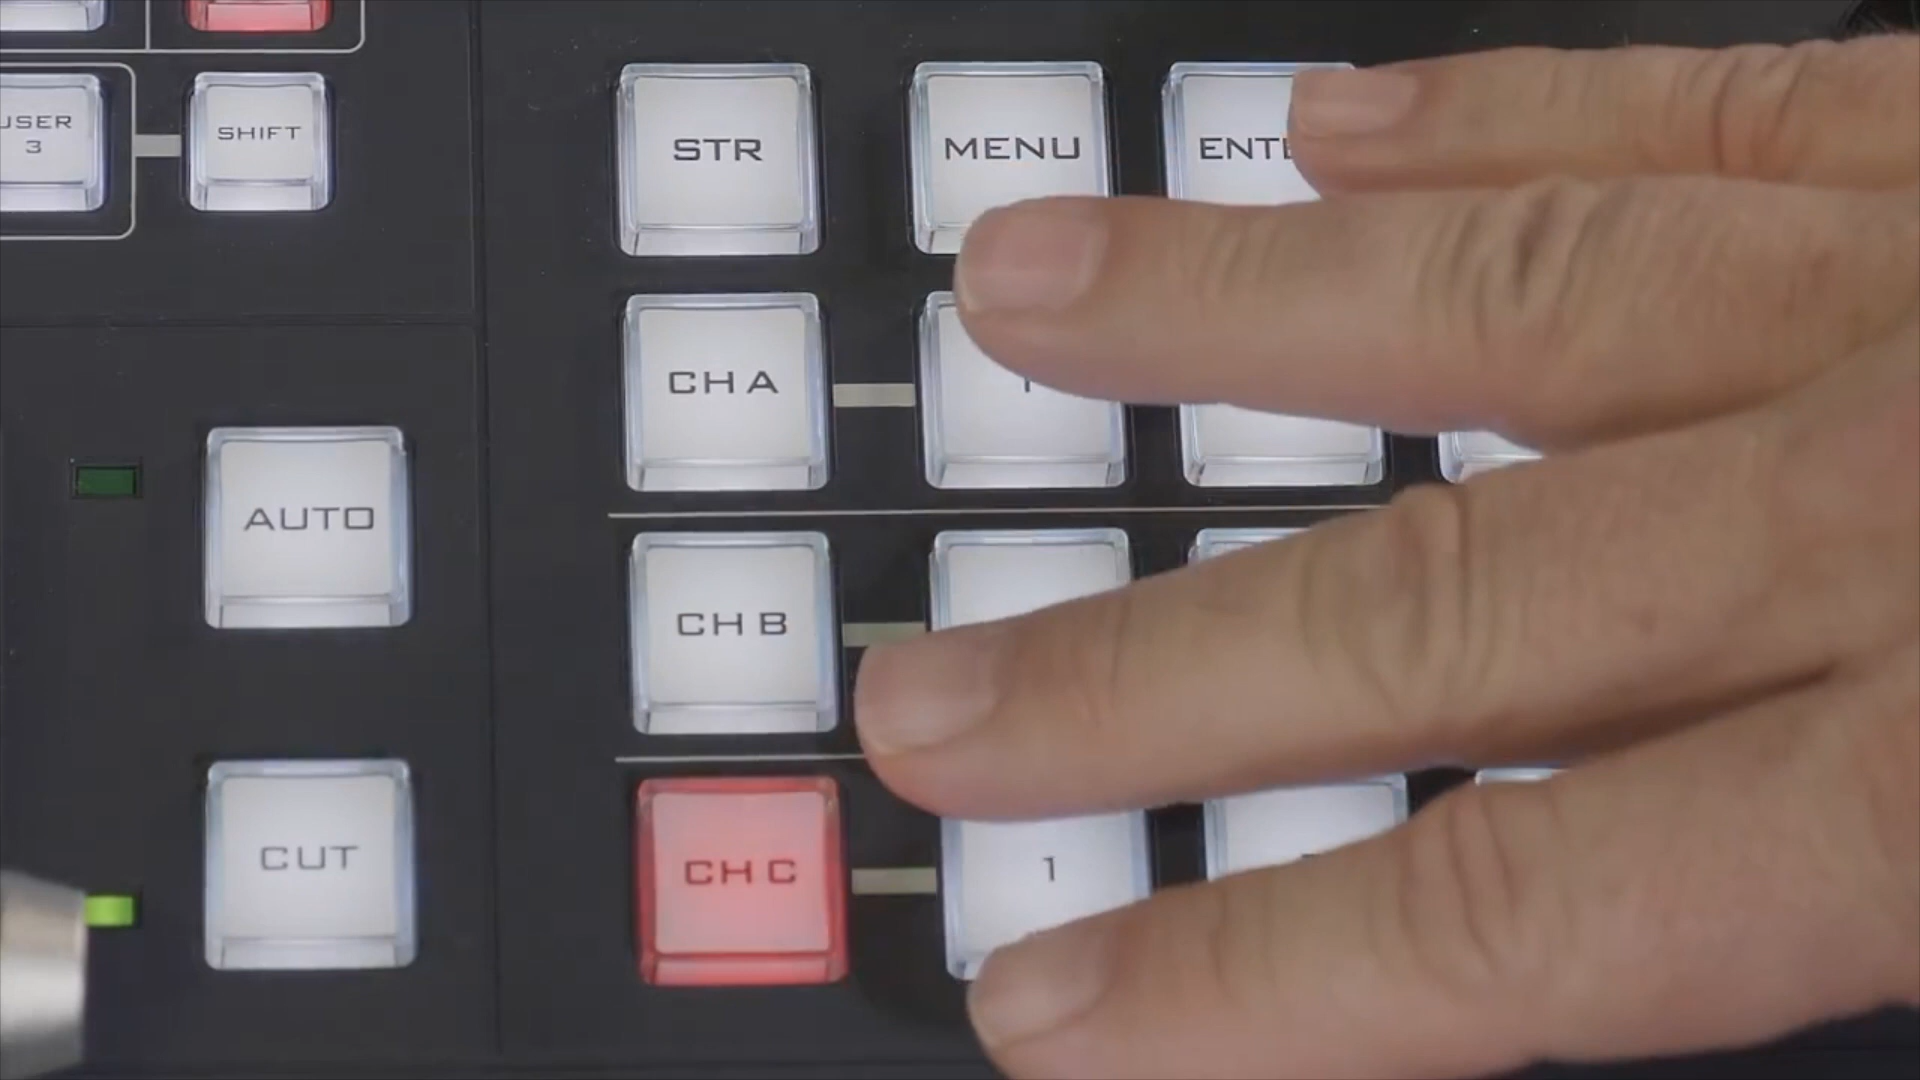 USER
3
SHIFT
STR
MENU
CH A
AUTO
CH B
CUT
CH C
1